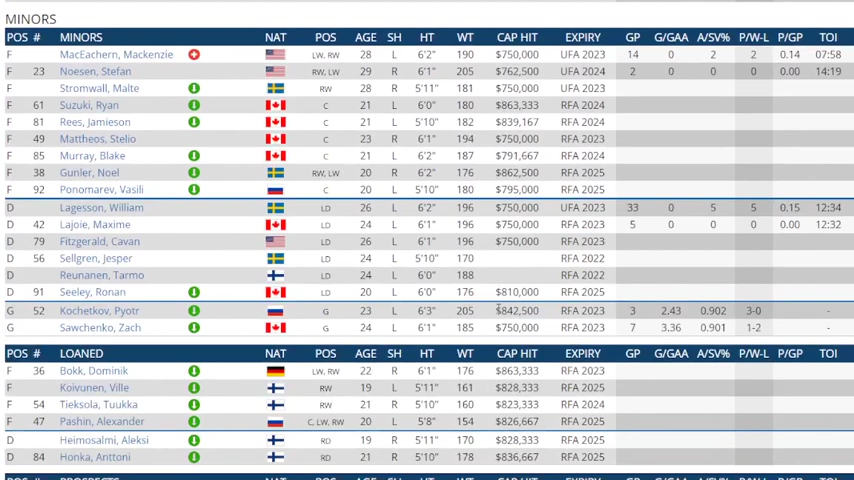 MINORS
POS # MINORS NAT POS AGE SH HT WT CAP HIT EXPIRY GP G/GAA A/SV% P/W-L P/GP TOI
F MacEachern, Mackenzie LW, RW 28 L 6'2" 190 $750,000 UFA 2023 14 0 2 2 0.14 07:58
F 23 Noesen, Stefan RW, LW 29 R 6'1" 205 $762,500 UFA 2024 2 0 0 0 0.00 14:19
F Stromwall, Malte RW 28 R 5'11" 181 $750,000 UFA 2023
F 61 Suzuki, Ryan C 21 L 6'0" 180 $863,333 RFA 2024
F 81 Rees, Jamieson C 21 L 5'10" 182 $839,167 RFA 2024
F 49 Mattheos, Stelio C 23 R 6'1" 194 $750,000 RFA 2023
F 85 Murray, Blake C 21 L 6'2" 187 $791,667 RFA 2024
F 38 Gunler, Noel RW, LW 20 R 6'2" 176 $862,500 RFA 2025
F 92 Ponomarev, Vasili C 20 L 5'10" 180 $795,000 RFA 2025
D Lagesson, William LD 26 L 6'2" 196 $750,000 UFA 2023 33 0 5 5 0.15 12:34
D 42 Lajoie, Maxime LD 24 L 6'1" 196 $750,000 RFA 2023 5 0 0 0 0.00 12:32
D 79 Fitzgerald, Cavan LD 26 L 6'1" 196 $750,000 RFA 2023
D 56 Sellgren, Jesper LD 24 L 5'10" 170 RFA 2022
D Reunanen, Tarmo LD 24 L 6'0" 188 RFA 2022
D 91 Seeley, Ronan LD 20 L 6'0" 176 $810,000 RFA 2025
G 52 Kochetkov, Pyotr G 23 L 6'3" 205 $842,500 RFA 2023 3 2.43 0.902 3-0 -
G Sawchenko, Zach G 24 L 6'1" 185 $750,000 RFA 2023 7 3.36 0.901 1-2 -
POS # LOANED NAT POS AGE SH HT WT CAP HIT EXPIRY GP G/GAA A/SV% P/W-L P/GP TOI
F 36 Bokk, Dominik LW, RW 22 R 6'1" 176 $863,333 RFA 2023
F Koivunen, Ville RW 19 L 5'11" 161 $828,333 RFA 2025
F 54 Tieksola, Tuukka RW 21 R 5'10" 160 $823,333 RFA 2024
F 47 Pashin, Alexander C, LW, RW 20 L 5'8" 154 $826,667 RFA 2025
D Heimosalmi, Aleksi RD 19 R 5'11" 170 $828,333 RFA 2025
D 84 Honka, Anttoni RD 21 R 5'10" 178 $836,667 RFA 2025